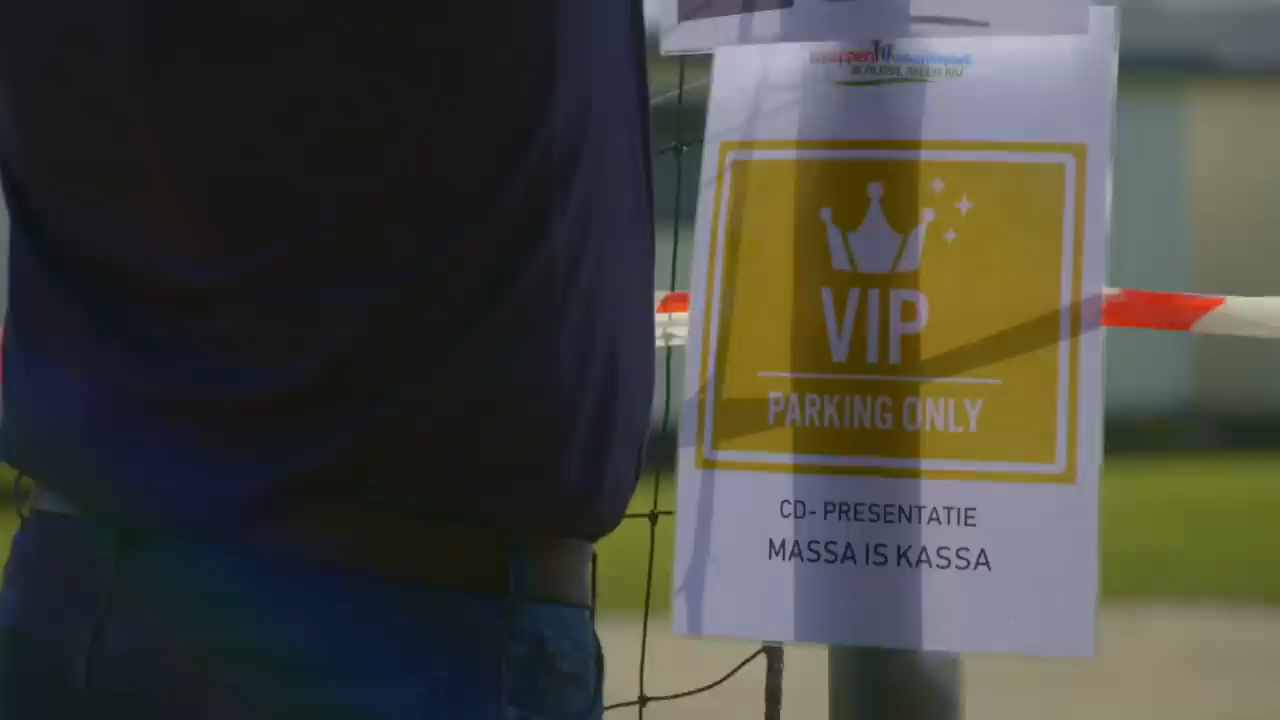 VIP
PARKING ONLY
CD- PRESENTATIE
MASSA IS KASSA